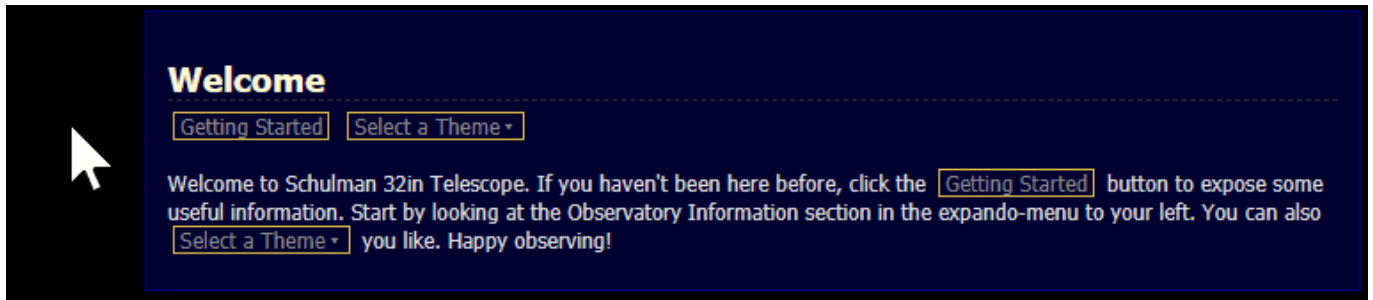 Welcome
Getting Started Select a Theme ▾
Welcome to Schulman 32in Telescope. If you haven't been here before, click the Getting Started button to expose some
useful information. Start by looking at the Observatory Information section in the expando-menu to your left. You can also
Select a Theme ▾ you like. Happy observing!